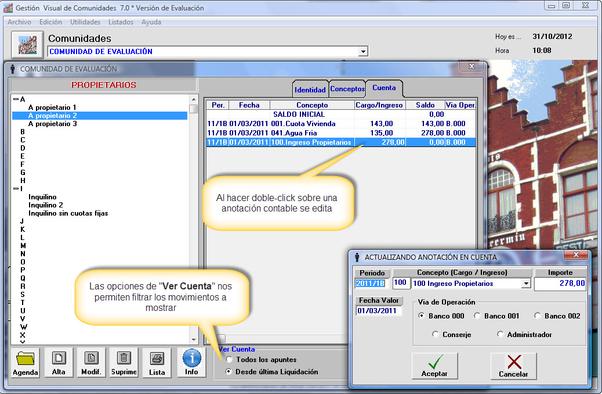 Gestión Visual de Comunidades 7.0 * Versión de Evaluación
Archivo Edición Utilidades Listados Ayuda
Comunidades
COMUNIDAD DE EVALUACIÓN
Hoy es ... 31/10/2012
Hora 10:08
COMUNIDAD DE EVALUACIÓN
PROPIETARIOS
A
A propietario 1
A propietario 2
A propietario 3
B
C
D
E
F
G
H
I
Inquilino
Inquilino 2
Inquilino sin cuotas fijas
J
K
L
M
N
O
P
Q
R
S
T
U
V
Identidad Conceptos Cuenta
Per. Fecha Concepto Cargo/Ingreso Saldo Via Oper.
SALDO INICIAL 0,00
11/1B 01/03/2011 001.Cuota Vivienda 143,00 143,00 B.000
11/1B 01/03/2011 041.Agua Fria 135,00 278,00 B.000
11/1B 01/03/2011 100.Ingreso Propietarios 278,00 0,00 B.000
Al hacer doble-click sobre una
anotación contable se edita
Las opciones de "Ver Cuenta" nos
permiten filtrar los movimientos a
mostrar
Ver Cuenta
Todos los apuntes
Desde última Liquidación
Agenda Alta Modif. Suprime Lista Info
ACTUALIZANDO ANOTACIÓN EN CUENTA
Periodo Concepto (Cargo / Ingreso) Importe
2011/1B 100 100 Ingreso Propietarios 278,00
Fecha Valor
01/03/2011
Via de Operación
Banco 000 Banco 001 Banco 002
Conserje Administrador
Aceptar Cancelar